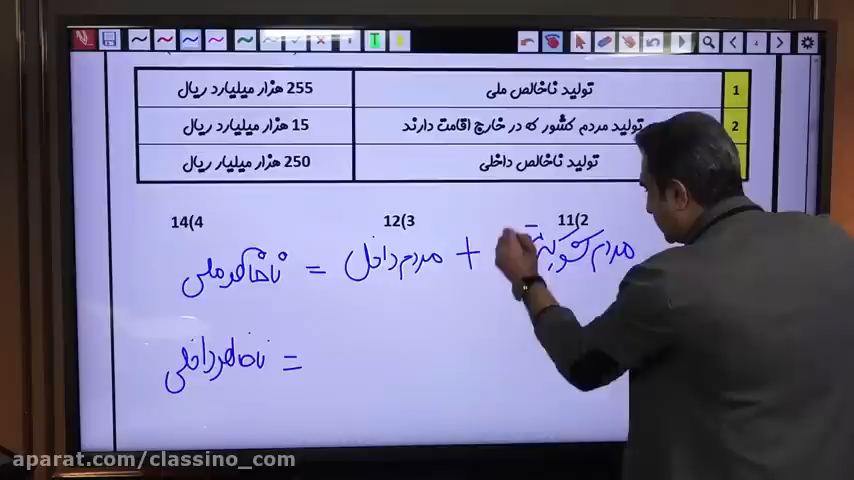 1 تولید ناخالص ملی 255 هزار میلیارد ریال
2 تولید مردم کشور که در خارج اقامت دارند 15 هزار میلیارد ریال
تولید ناخالص داخلی 250 هزار میلیار ریال
11(2 12(3 14(4
ناخالص ملی = مردم داخل + مردم کشور
ناخالص داخلی =
aparat.com/classino_com